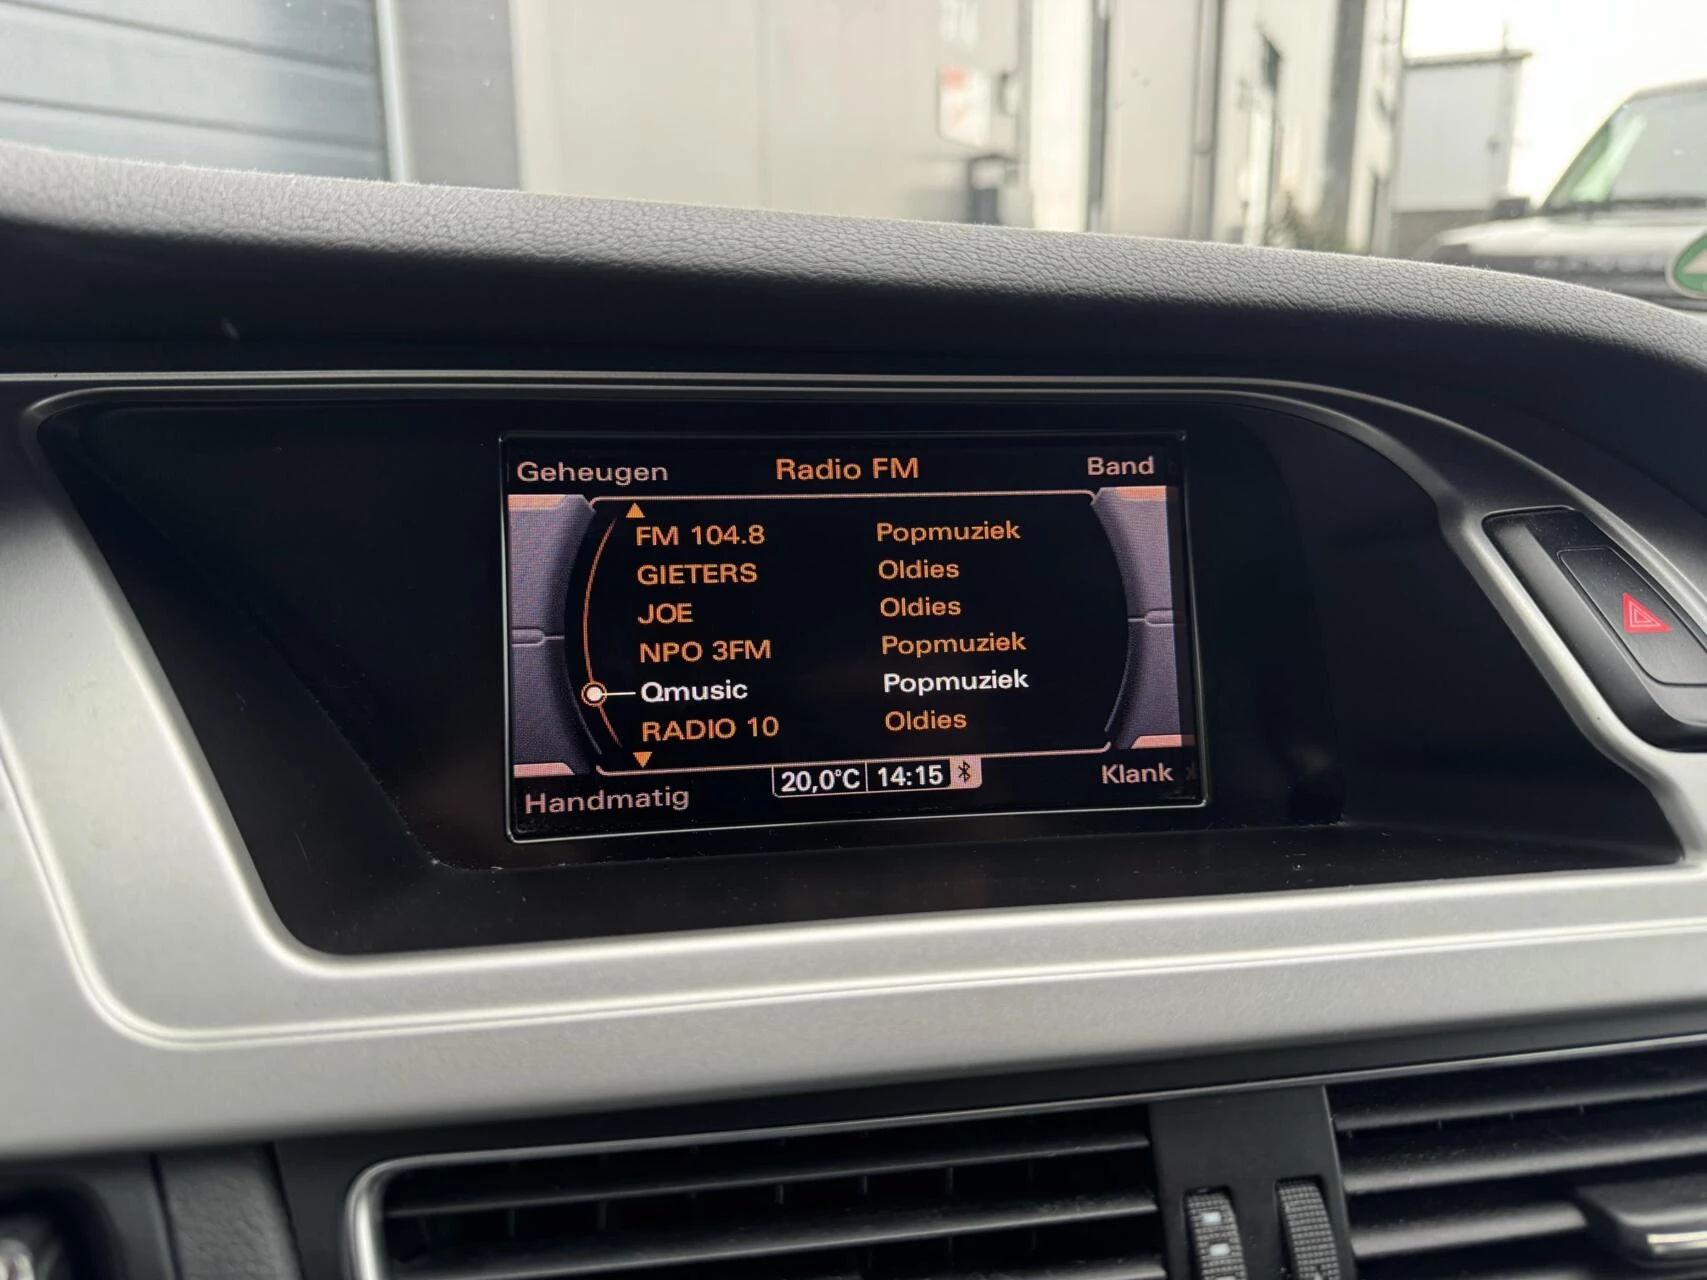 Geheugen Radio FM Band
FM 104.8 Popmuziek
GIETERS Oldies
JOE Oldies
NPO 3FM Popmuziek
Qmusic Popmuziek
RADIO 10 Oldies
20,0°C 14:15
Handmatig Klank